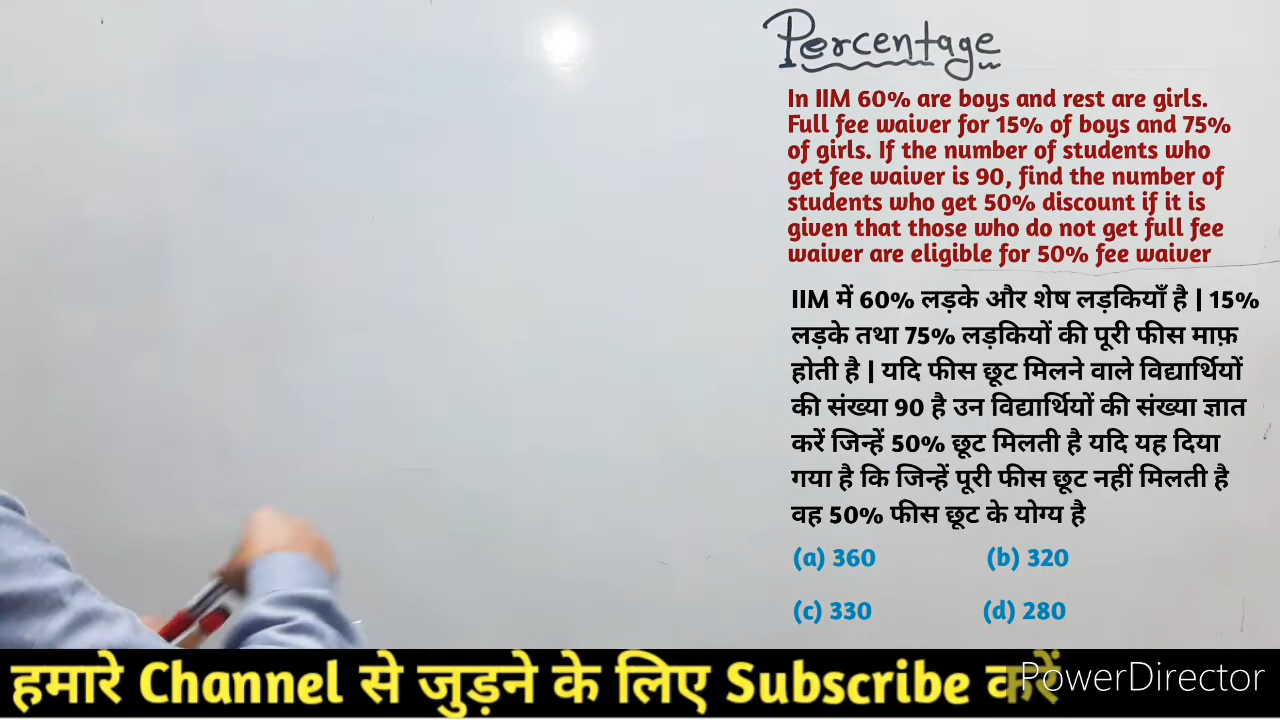 Percentage
In IIM 60% are boys and rest are girls.
Full fee waiver for 15% of boys and 75%
of girls. If the number of students who
get fee waiver is 90, find the number of
students who get 50% discount if it is
given that those who do not get full fee
waiver are eligible for 50% fee waiver
IIM में 60% लड़के और शेष लड़कियाँ है | 15%
लड़के तथा 75% लड़कियों की पूरी फीस माफ़
होती है | यदि फीस छूट मिलने वाले विद्यार्थियों
की संख्या 90 है उन विद्यार्थियों की संख्या ज्ञात
करें जिन्हें 50% छूट मिलती है यदि यह दिया
गया है कि जिन्हें पूरी फीस छूट नहीं मिलती है
वह 50% फीस छूट के योग्य है
(a) 360 (b) 320
(c) 330 (d) 280
हमारे Channel से जुड़ने के लिए Subscribe करें
PowerDirector